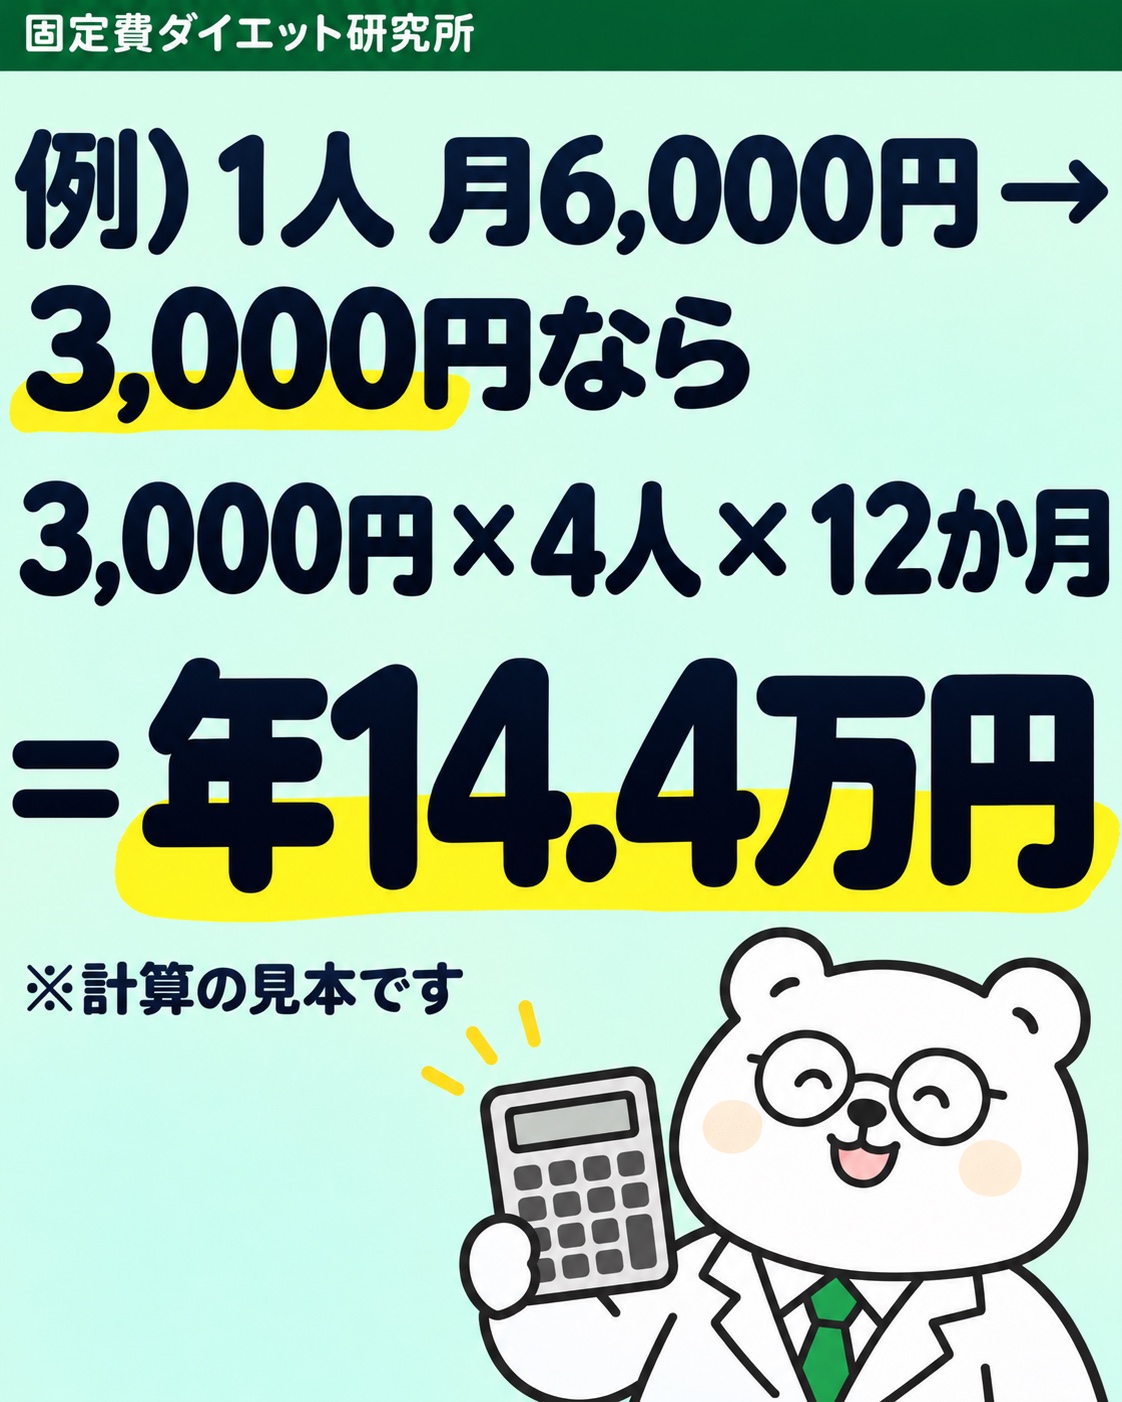 固定費ダイエット研究所
例) 1人 月6,000円→
3,000円なら
3,000円×4人×12か月
=年14.4万円
※計算の見本です